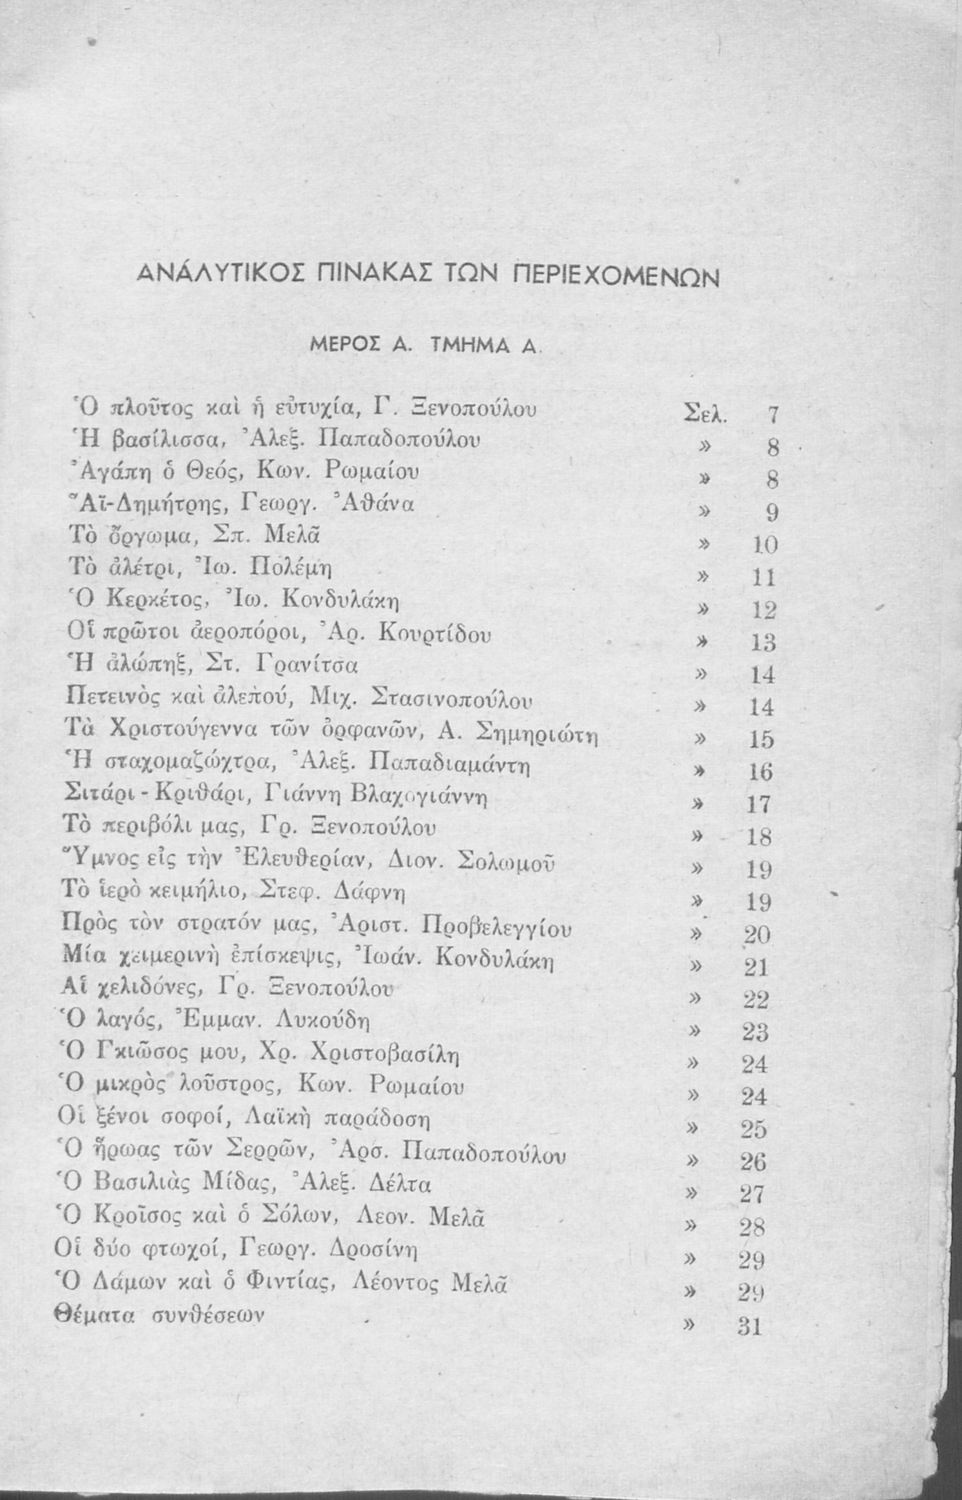 ΑΝΑΛΥΤΙΚΟΣ ΠΙΝΑΚΑΣ ΤΩΝ ΠΕΡΙΕΧΟΜΕΝΩΝ
ΜΕΡΟΣ Α. ΤΜΗΜΑ Α.
Ὁ πλοῦτος καὶ ἡ εὐτυχία, Γ. Ξενοπούλου Σελ. 7
Ἡ βασίλισσα, Ἀλεξ. Παπαδοπούλου » 8
Ἀγάπη ὁ Θεός, Κων. Ρωμαίου » 8
Ἅϊ-Δημήτρης, Γεωργ. Ἀθάνα » 9
Τὸ ὄργωμα, Σπ. Μελᾶ » 10
Τὸ ἀλέτρι, Ἰω. Πολέμη » 11
Ὁ Κερκέτος, Ἰω. Κονδυλάκη » 12
Οἱ πρῶτοι ἀεροπόροι, Ἀρ. Κουρτίδου » 13
Ἡ ἀλώπηξ, Στ. Γρανίτσα » 14
Πετεινὸς καὶ ἀλεπού, Μιχ. Στασινοπούλου » 14
Τὰ Χριστούγεννα τῶν ὀρφανῶν, Α. Σημηριώτη » 15
Ἡ σταχομαζώχτρα, Ἀλεξ. Παπαδιαμάντη » 16
Σιτάρι - Κριθάρι, Γιάννη Βλαχογιάννη » 17
Τὸ περιβόλι μας, Γρ. Ξενοπούλου » 18
Ὕμνος εἰς τὴν Ἐλευθερίαν, Διον. Σολωμοῦ » 19
Τὸ ἱερὸ κειμήλιο, Στεφ. Δάφνη » 19
Πρὸς τὸν στρατόν μας, Ἀριστ. Προβελεγγίου » 20
Μία χειμερινὴ ἐπίσκεψις, Ἰωάν. Κονδυλάκη » 21
Αἱ χελιδόνες, Γρ. Ξενοπούλου » 22
Ὁ λαγός, Ἐμμαν. Λυκούδη » 23
Ὁ Γκιῶσος μου, Χρ. Χριστοβασίλη » 24
Ὁ μικρὸς λοῦστρος, Κων. Ρωμαίου » 24
Οἱ ξένοι σοφοί, Λαϊκὴ παράδοση » 25
Ὁ ἥρωας τῶν Σερρῶν, Ἀρσ. Παπαδοπούλου » 26
Ὁ Βασιλιὰς Μίδας, Ἀλεξ. Δέλτα » 27
Ὁ Κροῖσος καὶ ὁ Σόλων, Λεον. Μελᾶ » 28
Οἱ δύο φτωχοί, Γεωργ. Δροσίνη » 29
Ὁ Δάμων καὶ ὁ Φιντίας, Λέοντος Μελᾶ » 29
Θέματα συνθέσεων » 31